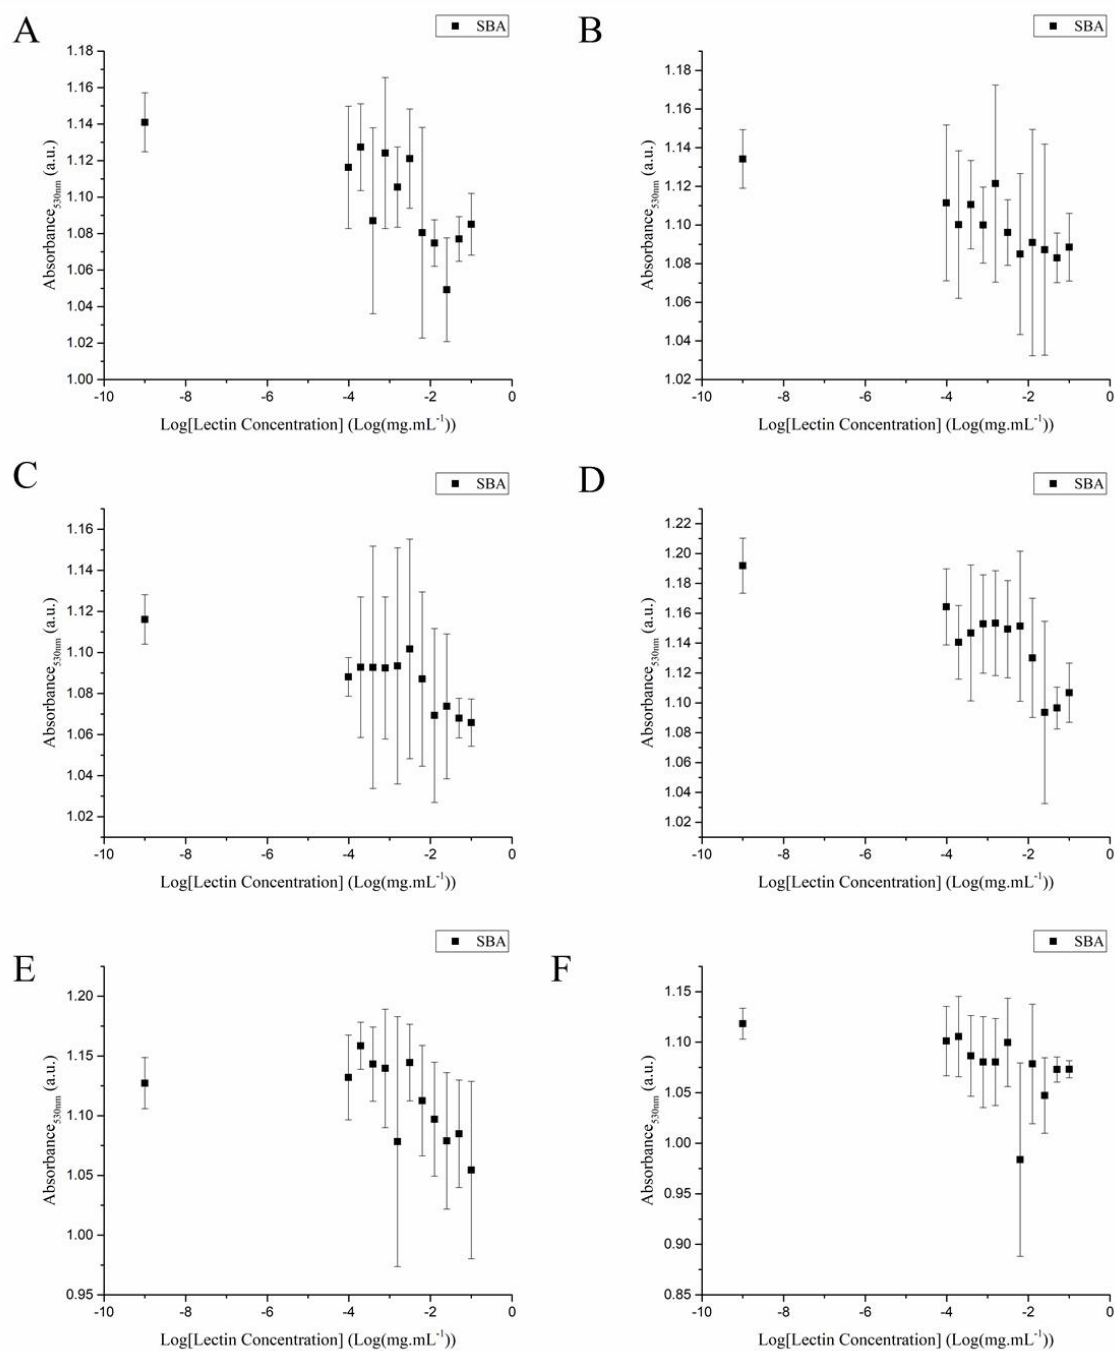 A
SBA
1.18
1.16
1.14
1.12
1.10
1.08
1.06
1.04
1.02
1.00
Absorbance530nm (a.u.)
-10 -8 -6 -4 -2 0
Log[Lectin Concentration] (Log(mg.mL-1))
B
SBA
1.18
1.16
1.14
1.12
1.10
1.08
1.06
1.04
1.02
Absorbance530nm (a.u.)
-10 -8 -6 -4 -2 0
Log[Lectin Concentration] (Log(mg.mL-1))
C
SBA
1.16
1.14
1.12
1.10
1.08
1.06
1.04
1.02
Absorbance530nm (a.u.)
-10 -8 -6 -4 -2 0
Log[Lectin Concentration] (Log(mg.mL-1))
D
SBA
1.22
1.20
1.18
1.16
1.14
1.12
1.10
1.08
1.06
1.04
1.02
Absorbance530nm (a.u.)
-10 -8 -6 -4 -2 0
Log[Lectin Concentration] (Log(mg.mL-1))
E
SBA
1.20
1.15
1.10
1.05
1.00
0.95
Absorbance530nm (a.u.)
-10 -8 -6 -4 -2 0
Log[Lectin Concentration] (Log(mg.mL-1))
F
SBA
1.15
1.10
1.05
1.00
0.95
0.90
0.85
Absorbance530nm (a.u.)
-10 -8 -6 -4 -2 0
Log[Lectin Concentration] (Log(mg.mL-1))